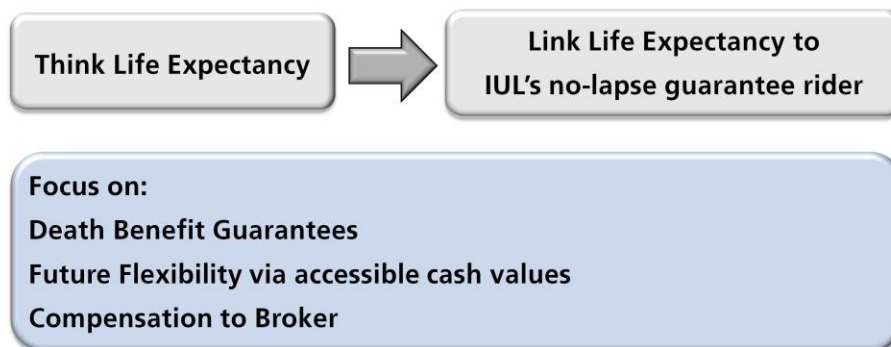 Think Life Expectancy
Link Life Expectancy to
IUL's no-lapse guarantee rider
Focus on:
Death Benefit Guarantees
Future Flexibility via accessible cash values
Compensation to Broker